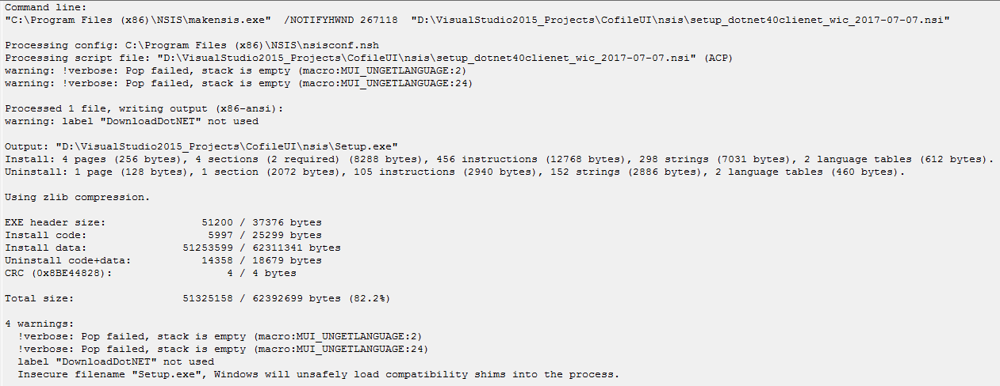 Command line:
"C:\Program Files (x86)\NSIS\makensis.exe"  /NOTIFYHWND 267118  "D:\VisualStudio2015_Projects\CofileUI\nsis\setup_dotnet40clienet_wic_2017-07-07.nsi"
Processing config: C:\Program Files (x86)\NSIS\nsisconf.nsh
Processing script file: "D:\VisualStudio2015_Projects\CofileUI\nsis\setup_dotnet40clienet_wic_2017-07-07.nsi" (ACP)
warning: !verbose: Pop failed, stack is empty (macro:MUI_UNGETLANGUAGE:2)
warning: !verbose: Pop failed, stack is empty (macro:MUI_UNGETLANGUAGE:24)
Processed 1 file, writing output (x86-ansi):
warning: label "DownloadDotNET" not used
Output: "D:\VisualStudio2015_Projects\CofileUI\nsis\Setup.exe"
Install: 4 pages (256 bytes), 4 sections (2 required) (8288 bytes), 456 instructions (12768 bytes), 298 strings (7031 bytes), 2 language tables (612 bytes).
Uninstall: 1 page (128 bytes), 1 section (2072 bytes), 105 instructions (2940 bytes), 152 strings (2886 bytes), 2 language tables (460 bytes).
Using zlib compression.
EXE header size:               51200 / 37376 bytes
Install code:                   5997 / 25299 bytes
Install data:               51253599 / 62311341 bytes
Uninstall code+data:           14358 / 18679 bytes
CRC (0x8BE44828):                  4 / 4 bytes
Total size:                 51325158 / 62392699 bytes (82.2%)
4 warnings:
  !verbose: Pop failed, stack is empty (macro:MUI_UNGETLANGUAGE:2)
  !verbose: Pop failed, stack is empty (macro:MUI_UNGETLANGUAGE:24)
  label "DownloadDotNET" not used
  Insecure filename "Setup.exe", Windows will unsafely load compatibility shims into the process.